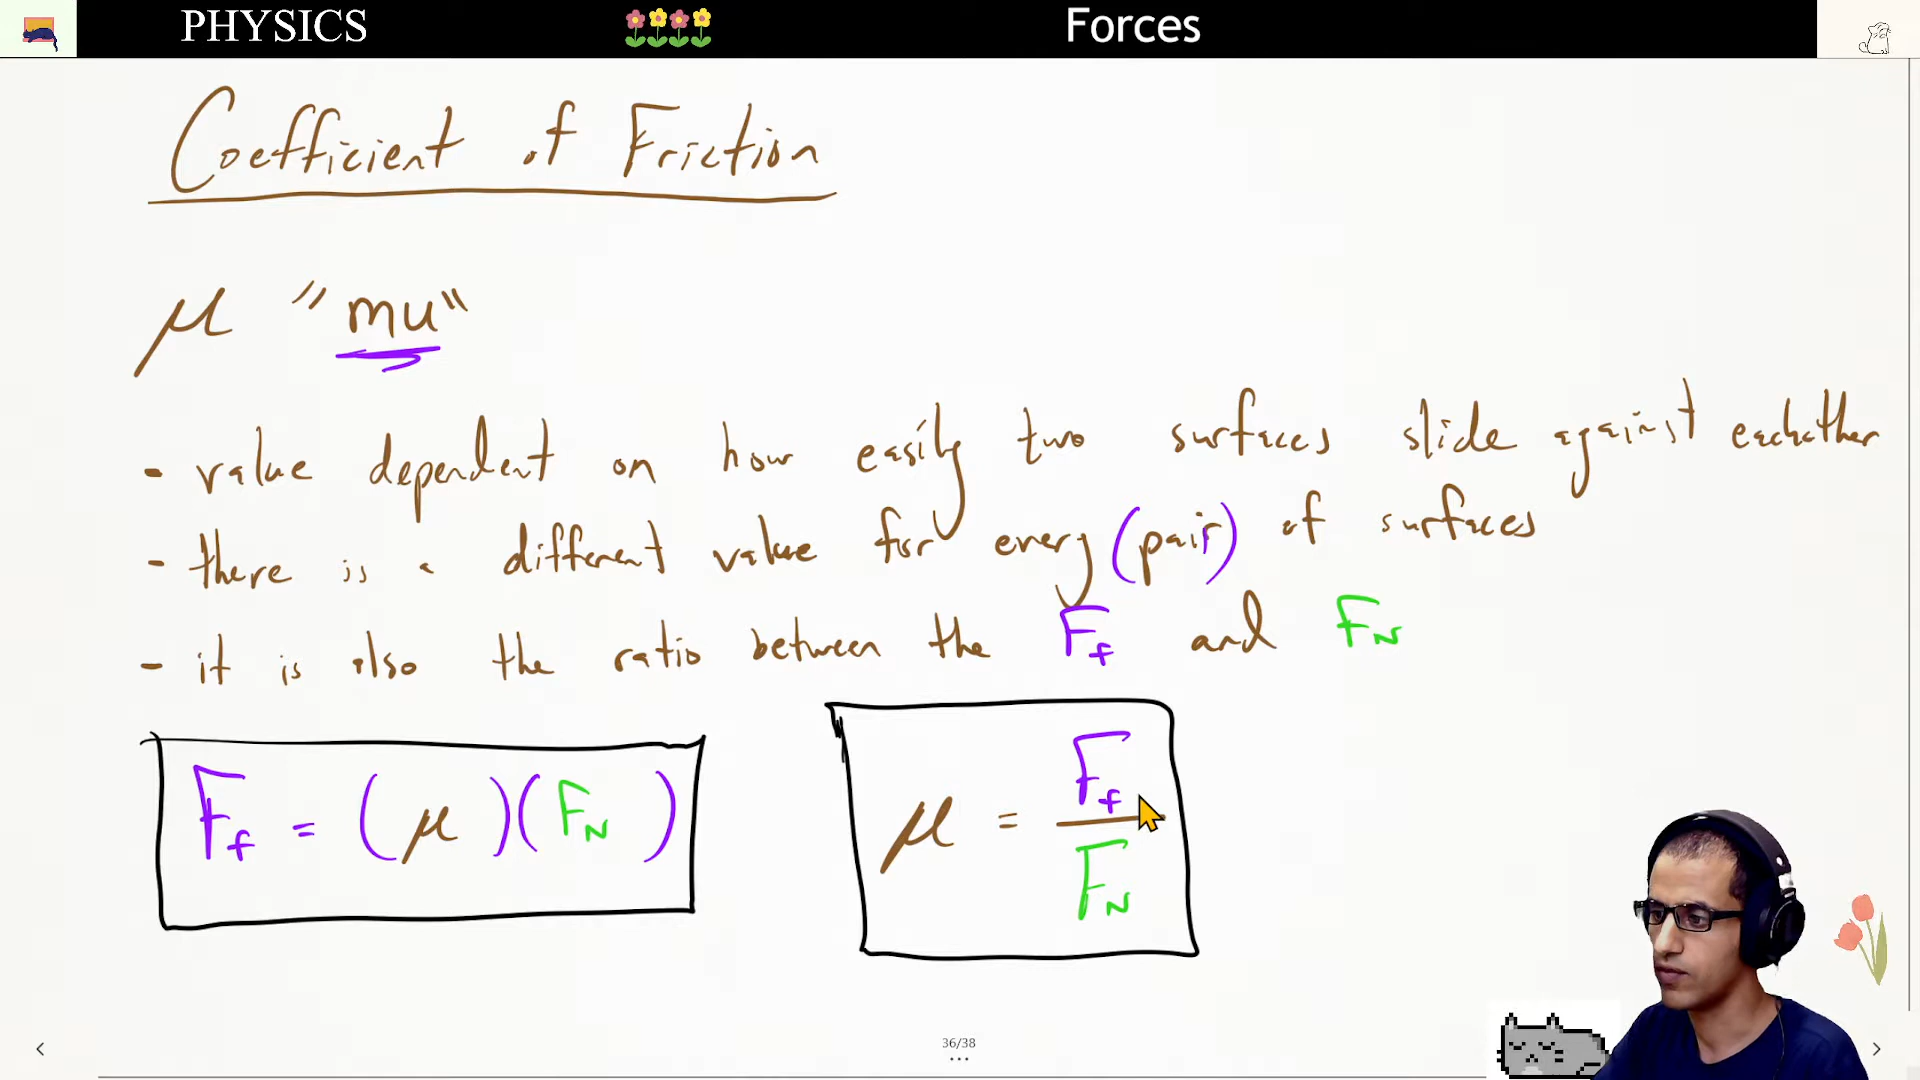 PHYSICS Forces
Coefficient of Friction
μ "mu"
- value dependent on how easily two surfaces slide against eachother
- there is a different value for every (pair) of surfaces
- it is also the ratio between the Ff and FN
Ff = (μ)(FN)
μ = Ff / FN
36/38